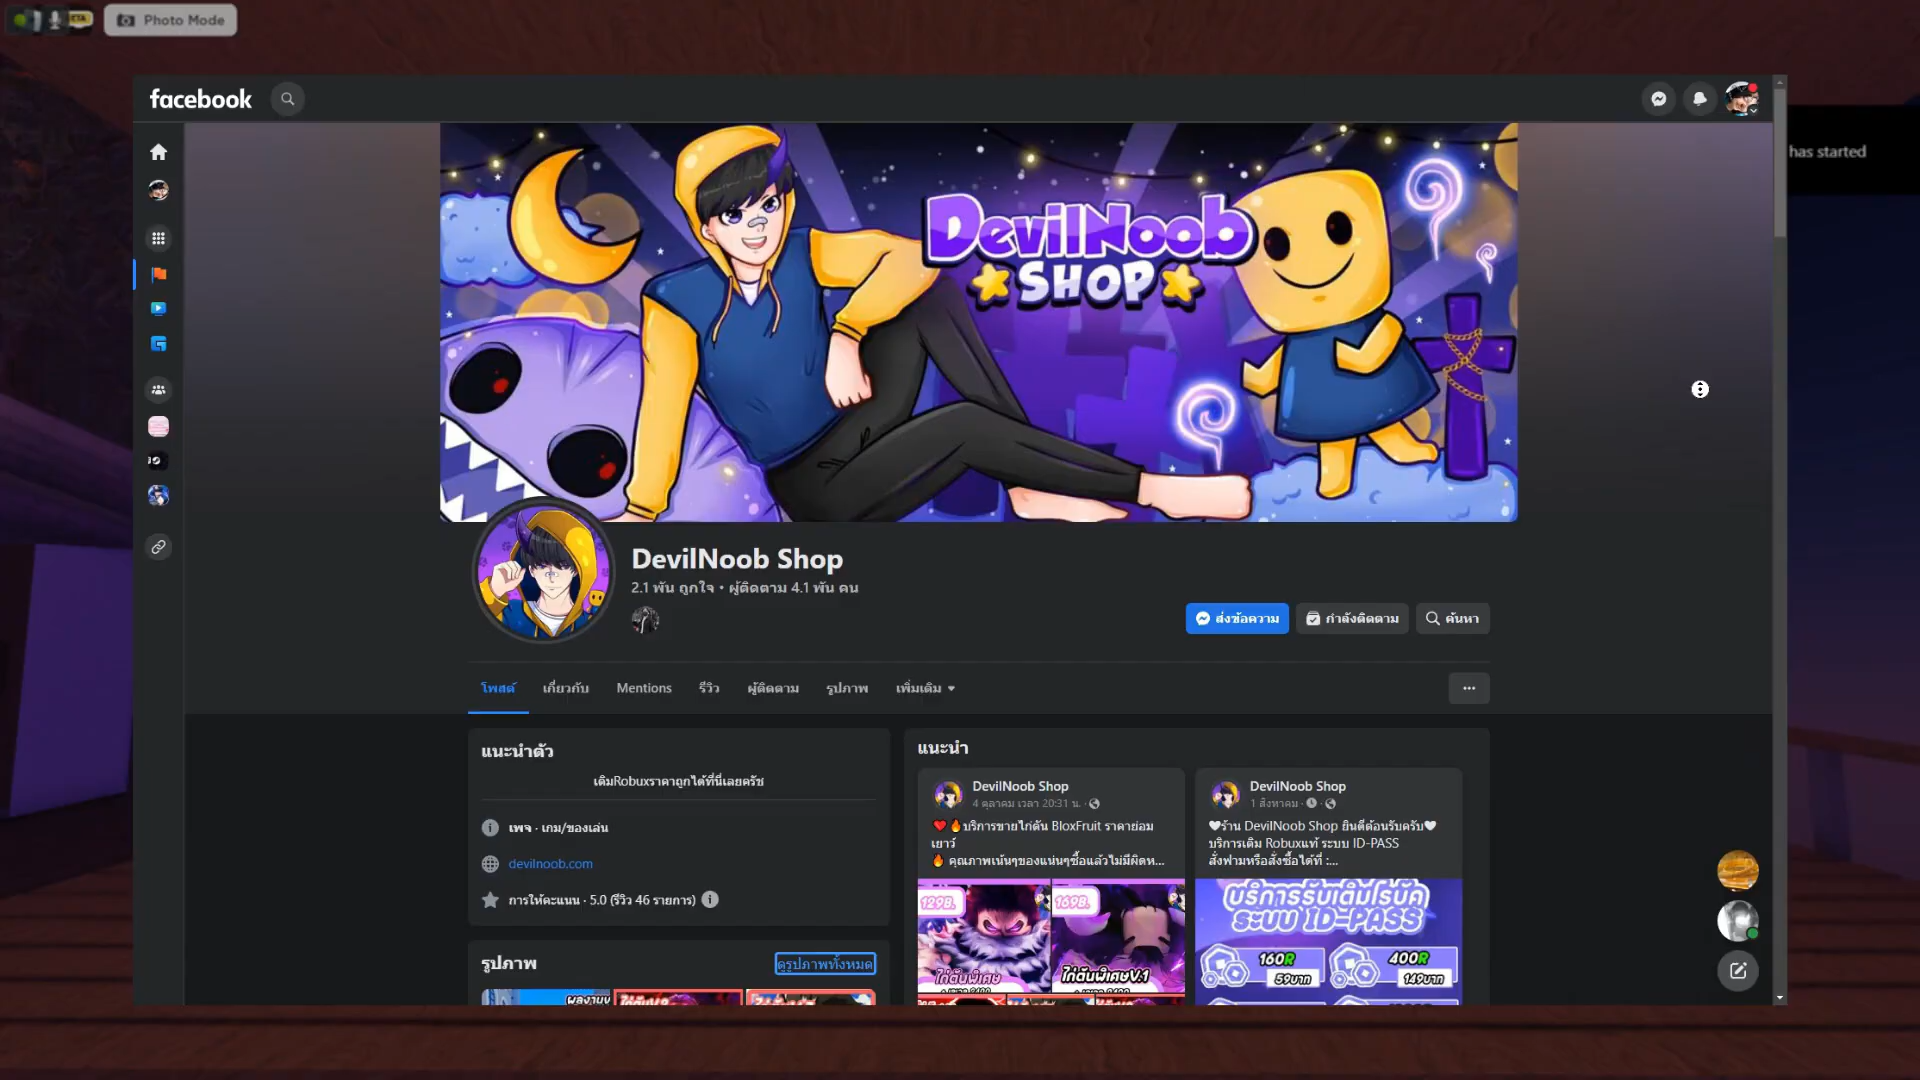 BETA
Photo Mode
facebook
has started
DevilNoob
SHOP
DevilNoob Shop
2.1 พัน ถูกใจ • ผู้ติดตาม 4.1 พัน คน
ส่งข้อความ
กำลังติดตาม
ค้นหา
โพสต์
เกี่ยวกับ
Mentions
รีวิว
ผู้ติดตาม
รูปภาพ
เพิ่มเติม
แนะนำตัว
เติมRobuxราคาถูกได้ที่นี่เลยครัช
เพจ · เกม/ของเล่น
devilnoob.com
การให้คะแนน · 5.0 (รีวิว 46 รายการ)
รูปภาพ
ดูรูปภาพทั้งหมด
แนะนำ
DevilNoob Shop
4 ตุลาคม เวลา 20:31 น. ·
❤️🔥บริการขายไก่ตัน BloxFruit ราคาย่อม
เยาว์
🔥 คุณภาพเน้นๆของแน่นๆซื้อแล้วไม่มีผิดห...
129B.
169B.
ไก่ตันพิเศษ
ไก่ตันพิเศษV.1
DevilNoob Shop
1 สิงหาคม ·
🤍ร้าน DevilNoob Shop ยินดีต้อนรับครับ🤍
บริการเติม Robuxแท้ ระบบ ID-PASS
สั่งฟามหรือสั่งซื้อได้ที่ :...
บริการรับเติมโรบัค
ระบบ ID-PASS
160R
59บาท
400R
149บาท